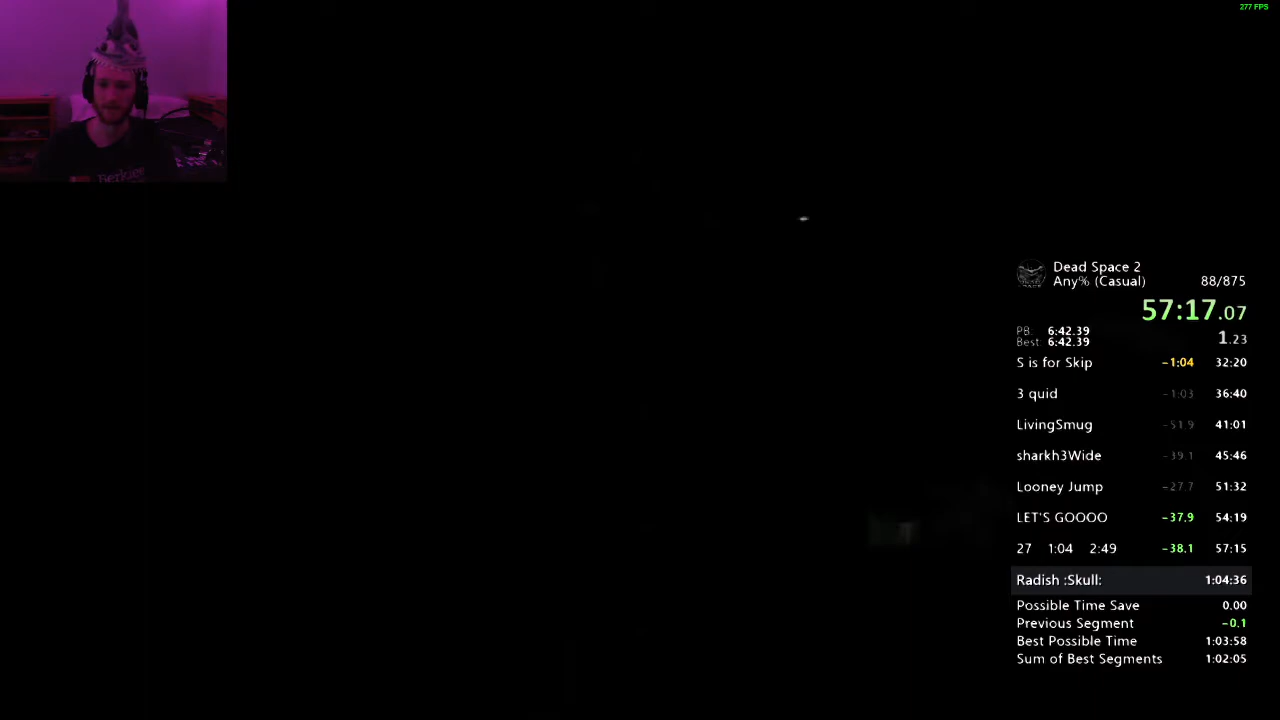 277 FPS
Berklee
Dead Space 2
Any% (Casual) 88/875
57:17.07
PB: 6:42.39 1.23
Best: 6:42.39
S is for Skip -1:04 32:20
3 quid -1:03 36:40
LivingSmug -51.9 41:01
sharkh3Wide -39.1 45:46
Looney Jump -27.7 51:32
LET'S GOOOO -37.9 54:19
27 1:04 2:49 -38.1 57:15
Radish :Skull: 1:04:36
Possible Time Save 0.00
Previous Segment -0.1
Best Possible Time 1:03:58
Sum of Best Segments 1:02:05